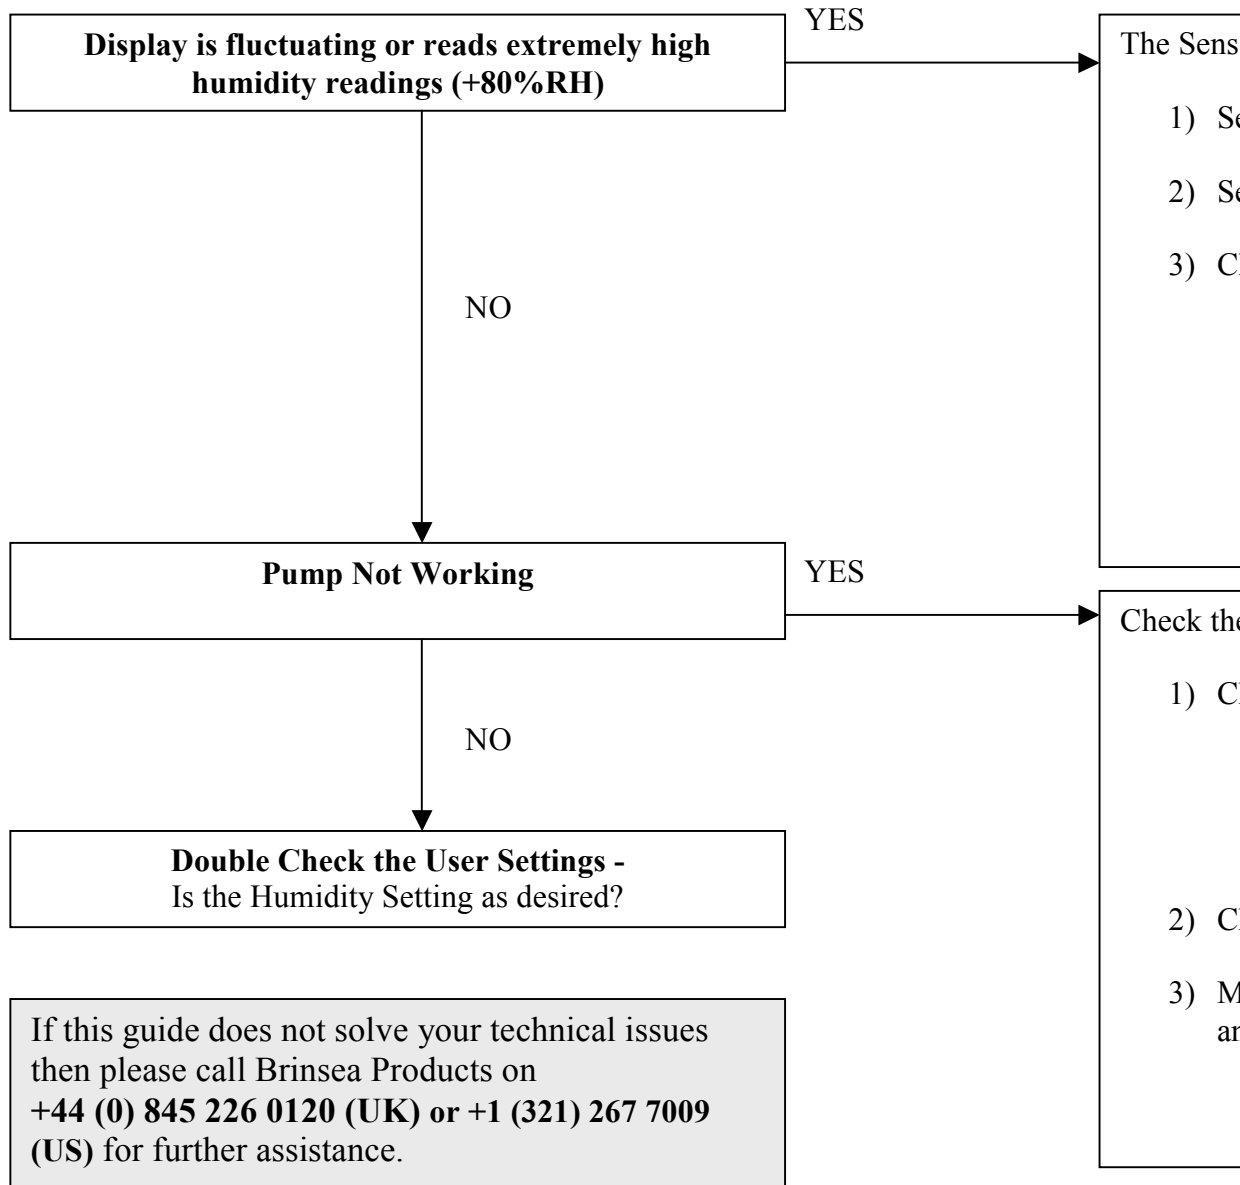 Display is fluctuating or reads extremely high
humidity readings (+80%RH)
YES
The Sens
1) Se
2) Se
3) Cl
NO
Pump Not Working
YES
Check the
1) Cl
2) Cl
3) M
an
NO
Double Check the User Settings -
Is the Humidity Setting as desired?
If this guide does not solve your technical issues
then please call Brinsea Products on
+44 (0) 845 226 0120 (UK) or +1 (321) 267 7009
(US) for further assistance.